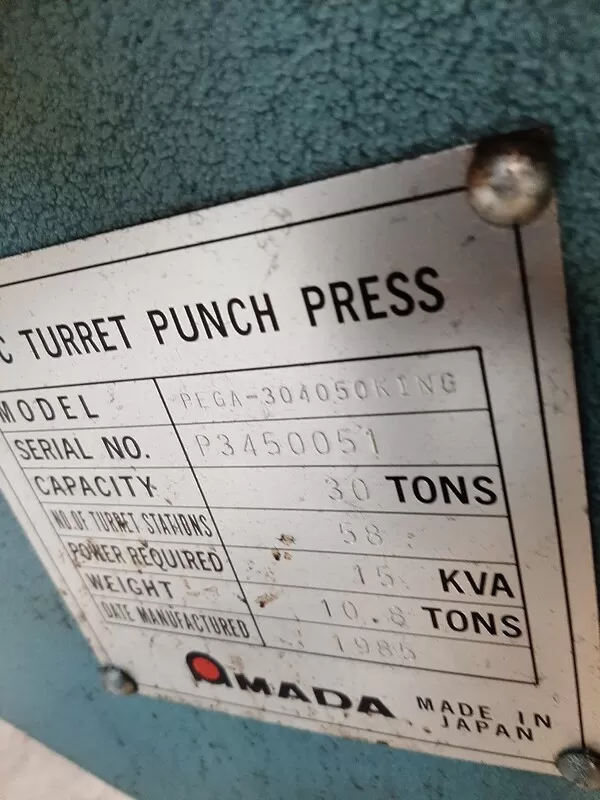 C TURRET PUNCH PRESS
MODEL PEGA-304050KING
SERIAL NO. P3450051
CAPACITY 30 TONS
NO. OF TURRET STATIONS 58
POWER REQUIRED 15 KVA
WEIGHT 10.8 TONS
DATE MANUFACTURED 1985
AMADA MADE IN
JAPAN